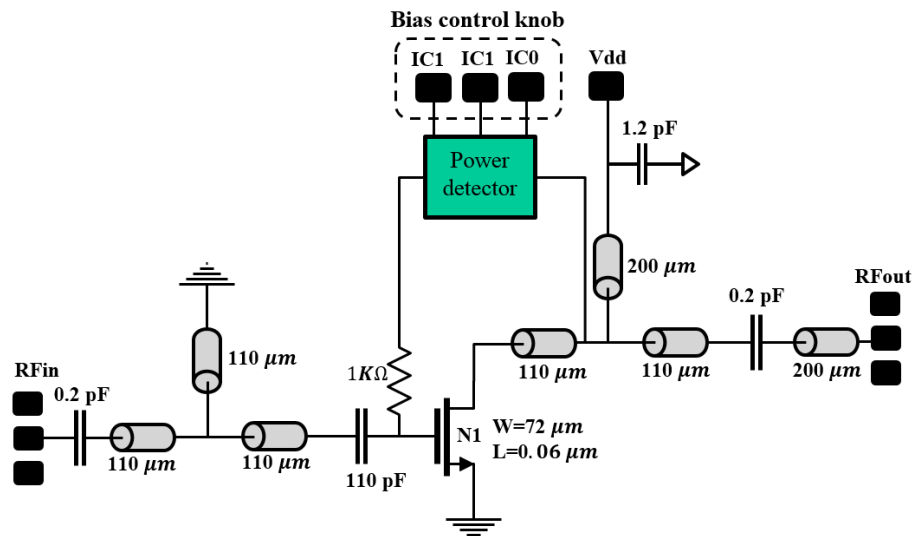 Bias control knob
IC1 IC1 IC0
Vdd
1.2 pF
Power
detector
200 μm
RFout
0.2 pF
110 μm
1KΩ
RFin
0.2 pF
110 μm
110 μm
200 μm
N1
W=72 μm
L=0.06 μm
110 μm
110 μm
110 pF